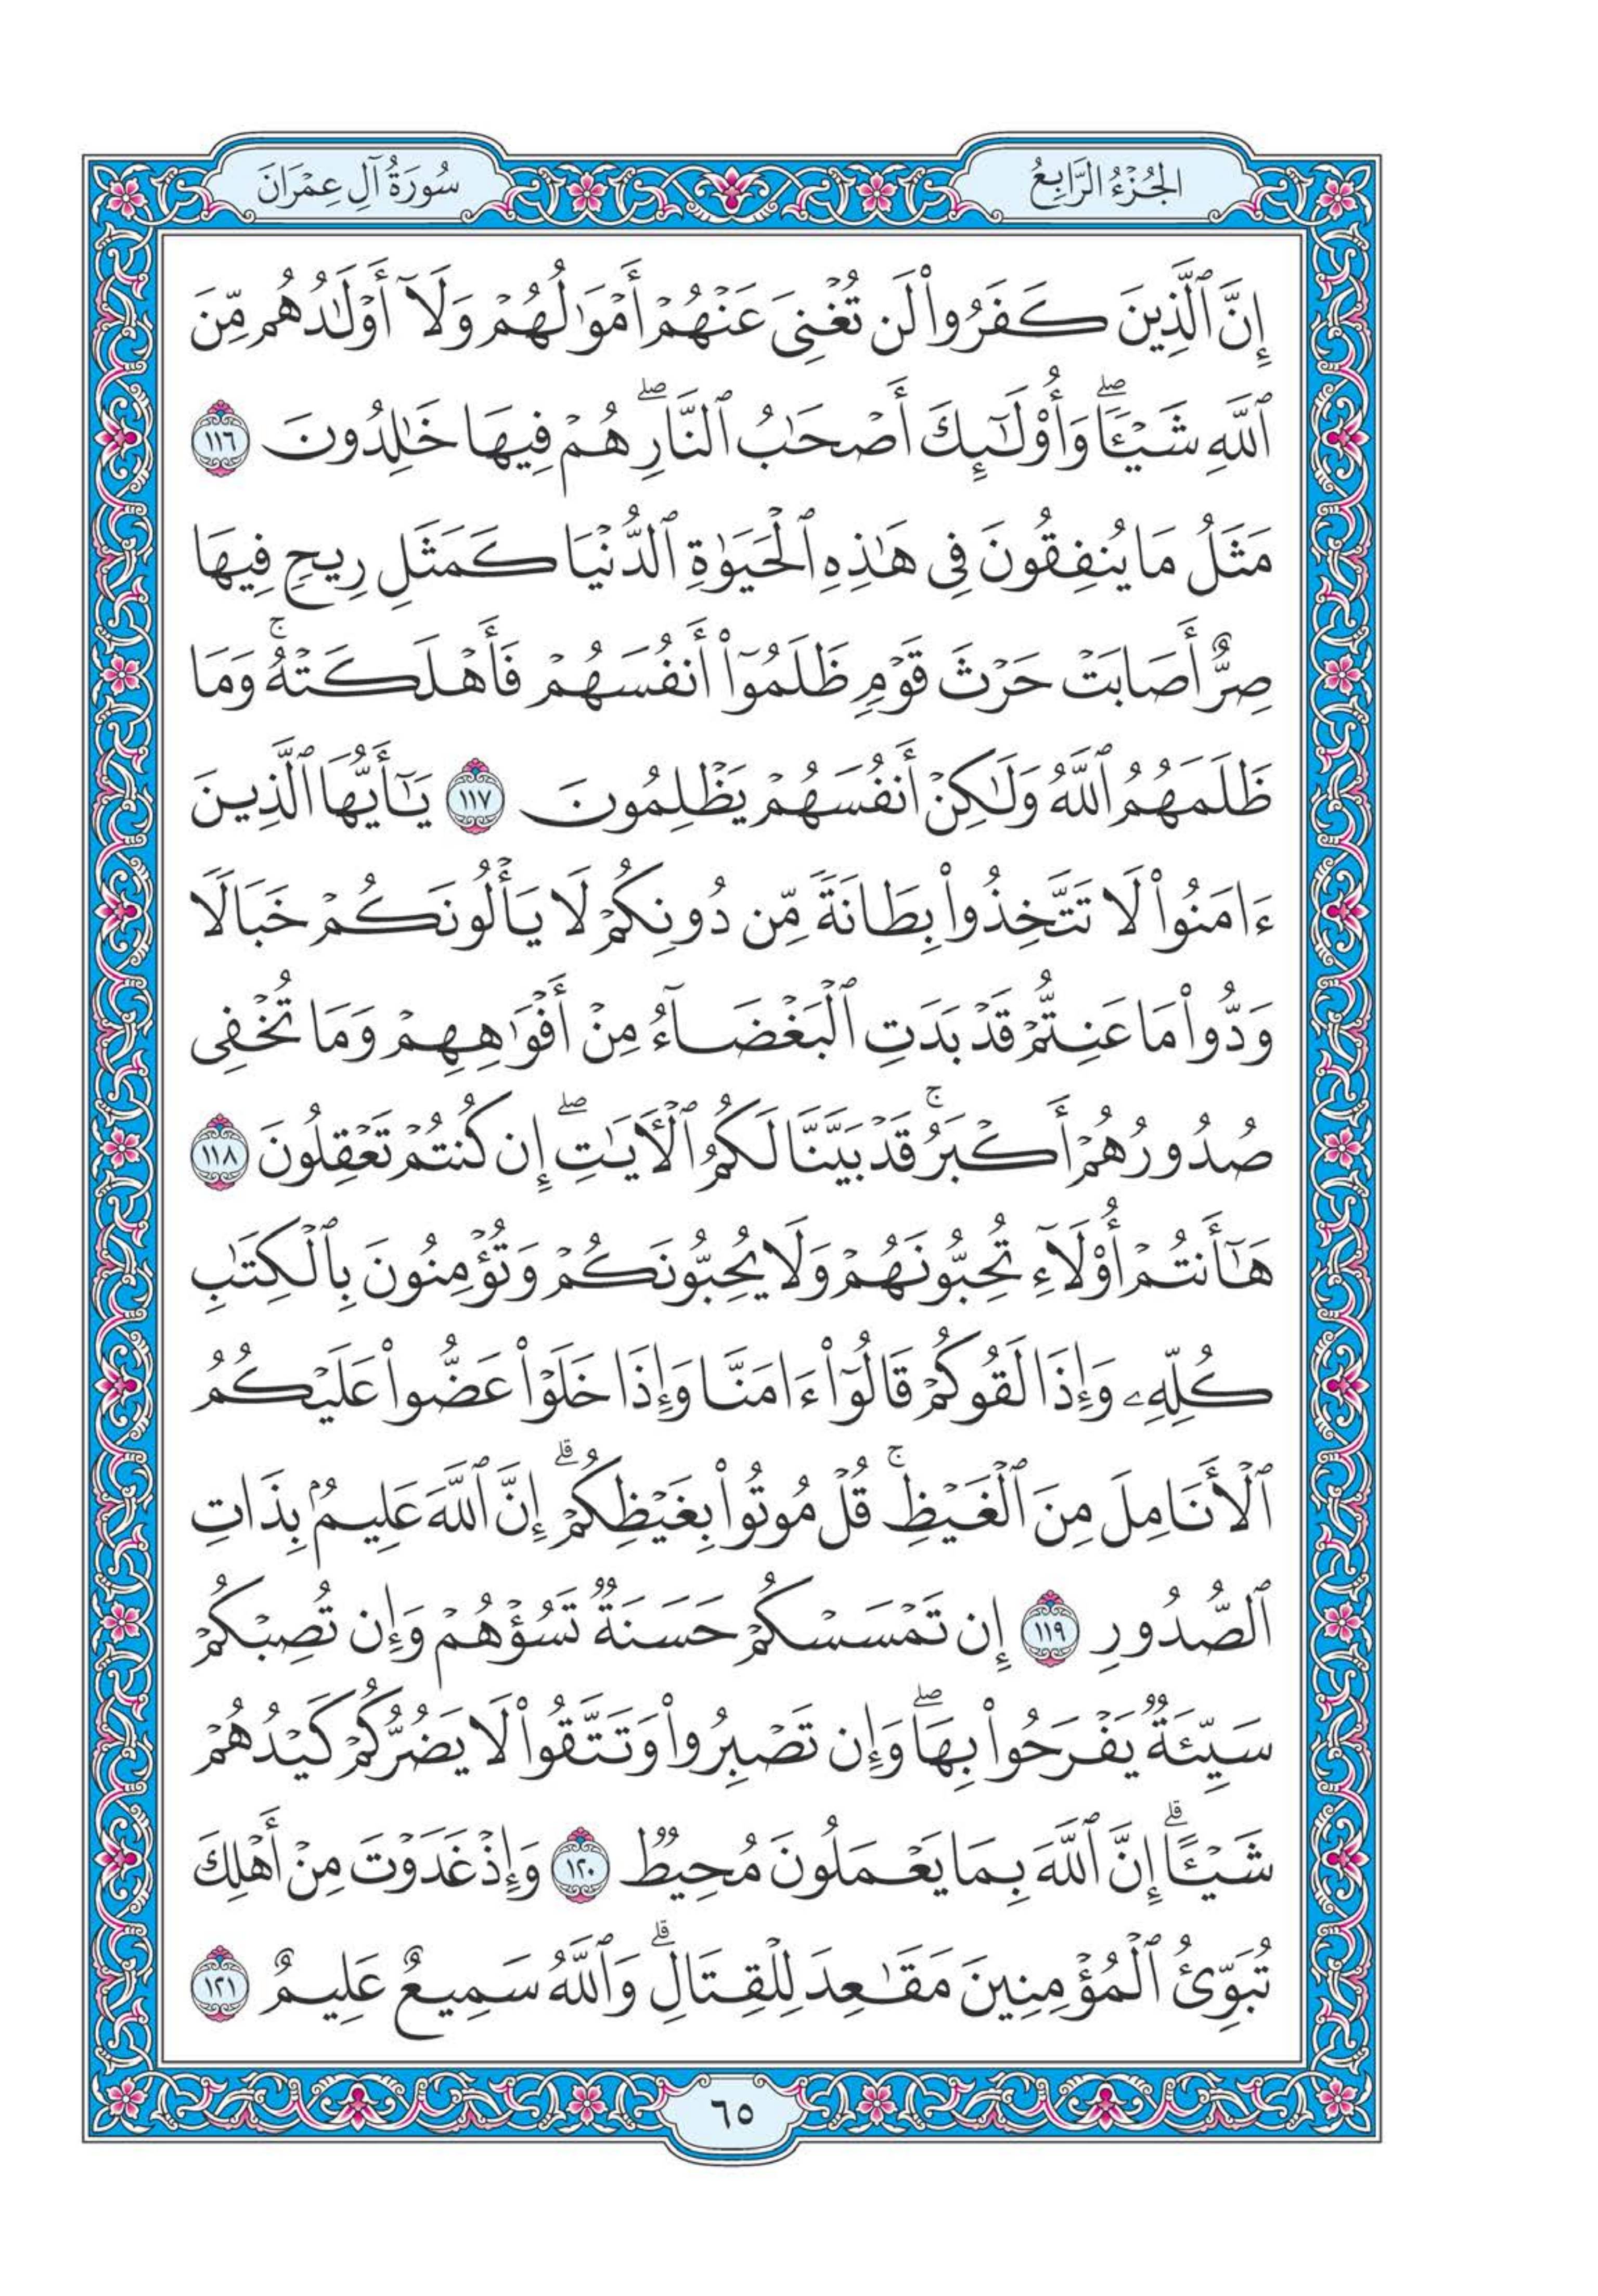 الجُزْءُ الرَّابِعُ
سُورَةُ آلِ عِمْرَانَ
إِنَّ ٱلَّذِينَ كَفَرُوا۟ لَن تُغْنِىَ عَنْهُمْ أَمْوَٰلُهُمْ وَلَآ أَوْلَـٰدُهُم مِّنَ
ٱللَّهِ شَيْـًٔا ۖ وَأُو۟لَـٰٓئِكَ أَصْحَـٰبُ ٱلنَّارِ ۖ هُمْ فِيهَا خَـٰلِدُونَ ١١٦
مَثَلُ مَا يُنفِقُونَ فِى هَـٰذِهِ ٱلْحَيَوٰةِ ٱلدُّنْيَا كَمَثَلِ رِيحٍ فِيهَا
صِرٌّ أَصَابَتْ حَرْثَ قَوْمٍ ظَلَمُوٓا۟ أَنفُسَهُمْ فَأَهْلَكَتْهُ ۚ وَمَا
ظَلَمَهُمُ ٱللَّهُ وَلَـٰكِنْ أَنفُسَهُمْ يَظْلِمُونَ ١١٧ يَـٰٓأَيُّهَا ٱلَّذِينَ
ءَامَنُوا۟ لَا تَتَّخِذُوا۟ بِطَانَةً مِّن دُونِكُمْ لَا يَأْلُونَكُمْ خَبَالًا
وَدُّوا۟ مَا عَنِتُّمْ قَدْ بَدَتِ ٱلْبَغْضَآءُ مِنْ أَفْوَٰهِهِمْ وَمَا تُخْفِى
صُدُورُهُمْ أَكْبَرُ ۚ قَدْ بَيَّنَّا لَكُمُ ٱلْـَٔايَـٰتِ ۖ إِن كُنتُمْ تَعْقِلُونَ ١١٨
هَـٰٓأَنتُمْ أُو۟لَآءِ تُحِبُّونَهُمْ وَلَا يُحِبُّونَكُمْ وَتُؤْمِنُونَ بِٱلْكِتَـٰبِ
كُلِّهِۦ وَإِذَا لَقُوكُمْ قَالُوٓا۟ ءَامَنَّا وَإِذَا خَلَوْا۟ عَضُّوا۟ عَلَيْكُمُ
ٱلْأَنَامِلَ مِنَ ٱلْغَيْظِ ۚ قُلْ مُوتُوا۟ بِغَيْظِكُمْ ۗ إِنَّ ٱللَّهَ عَلِيمٌۢ بِذَاتِ
ٱلصُّدُورِ ١١٩ إِن تَمْسَسْكُمْ حَسَنَةٌ تَسُؤْهُمْ وَإِن تُصِبْكُمْ
سَيِّئَةٌ يَفْرَحُوا۟ بِهَا ۖ وَإِن تَصْبِرُوا۟ وَتَتَّقُوا۟ لَا يَضُرُّكُمْ كَيْدُهُمْ
شَيْـًٔا ۗ إِنَّ ٱللَّهَ بِمَا يَعْمَلُونَ مُحِيطٌ ١٢٠ وَإِذْ غَدَوْتَ مِنْ أَهْلِكَ
تُبَوِّئُ ٱلْمُؤْمِنِينَ مَقَـٰعِدَ لِلْقِتَالِ ۗ وَٱللَّهُ سَمِيعٌ عَلِيمٌ ١٢١
٦٥